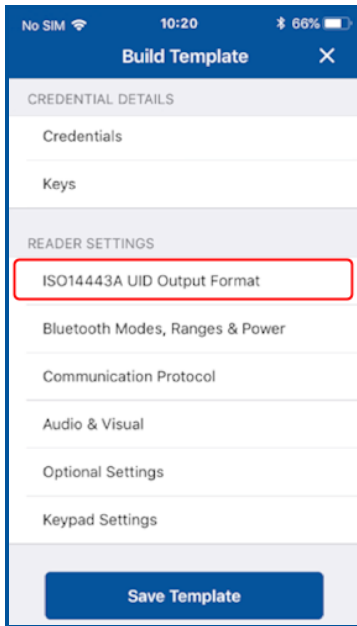 No SIM 10:20 66%
Build Template ×
CREDENTIAL DETAILS
Credentials
Keys
READER SETTINGS
ISO14443A UID Output Format
Bluetooth Modes, Ranges & Power
Communication Protocol
Audio & Visual
Optional Settings
Keypad Settings
Save Template